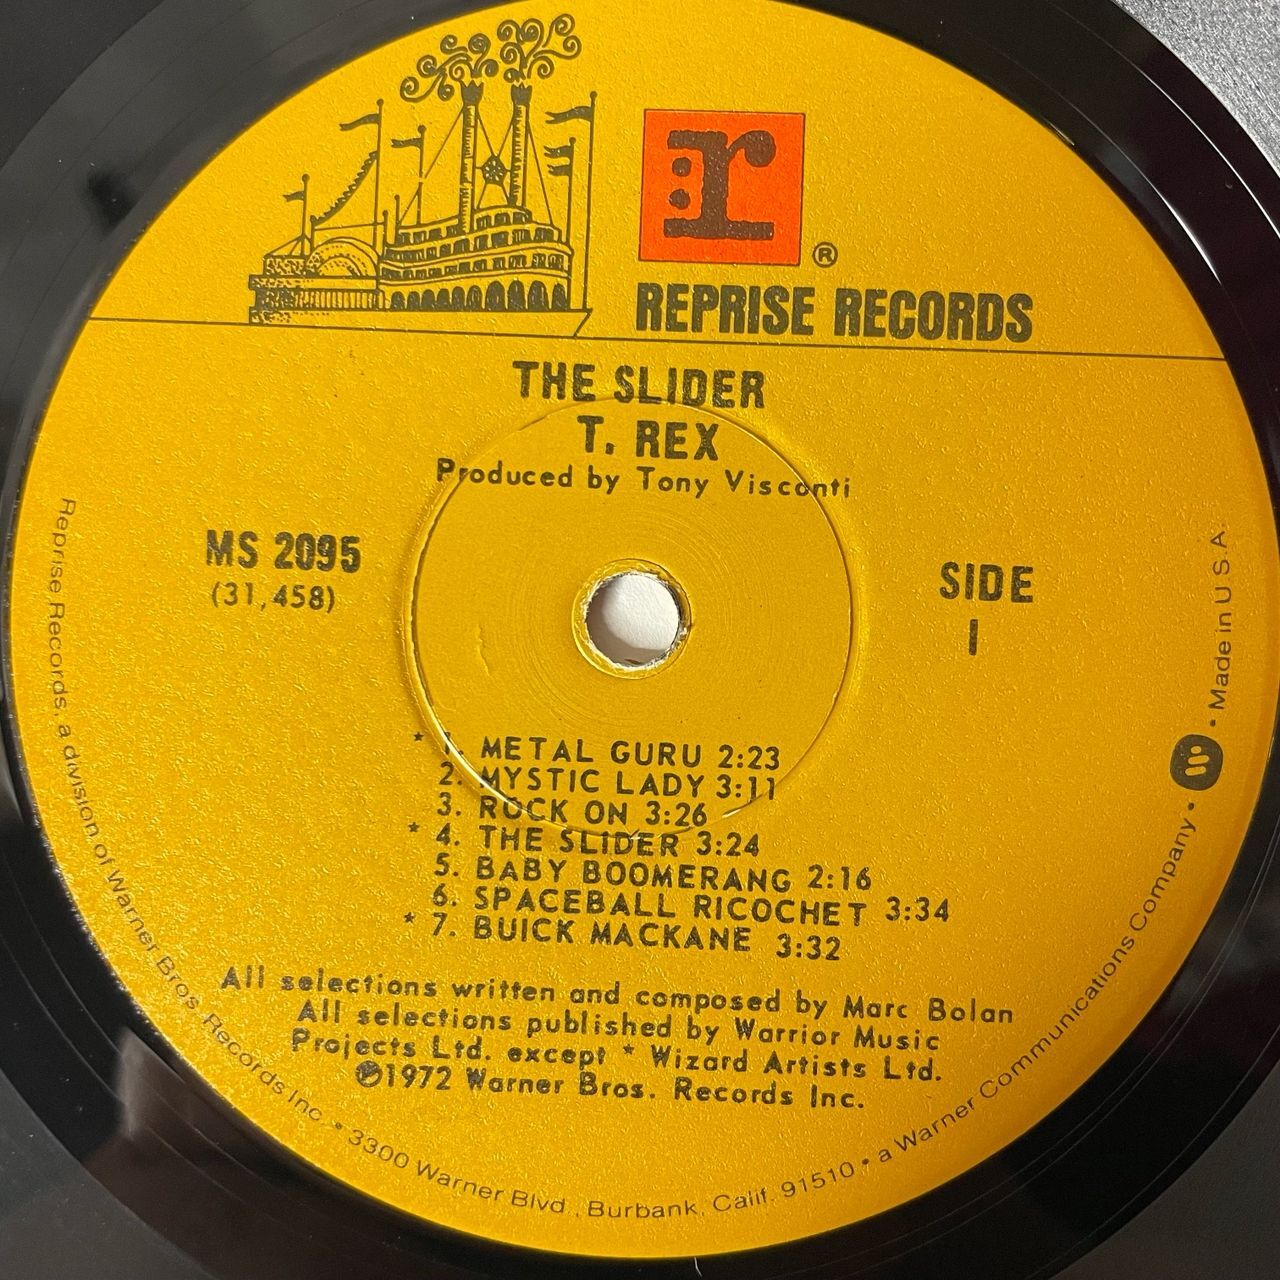 r
®
REPRISE RECORDS
THE SLIDER
T. REX
Produced by Tony Visconti
MS 2095
(31,458)
SIDE
1
* 1. METAL GURU 2:23
2. MYSTIC LADY 3:11
3. ROCK ON 3:26
* 4. THE SLIDER 3:24
5. BABY BOOMERANG 2:16
6. SPACEBALL RICOCHET 3:34
* 7. BUICK MACKANE 3:32
All selections written and composed by Marc Bolan
All selections published by Warrior Music
Projects Ltd. except * Wizard Artists Ltd.
℗1972 Warner Bros. Records Inc.
Reprise Records, a division of Warner Bros. Records Inc. • 3300 Warner Blvd., Burbank, Calif. 91510 • a Warner Communications Company • W • Made in U.S.A.